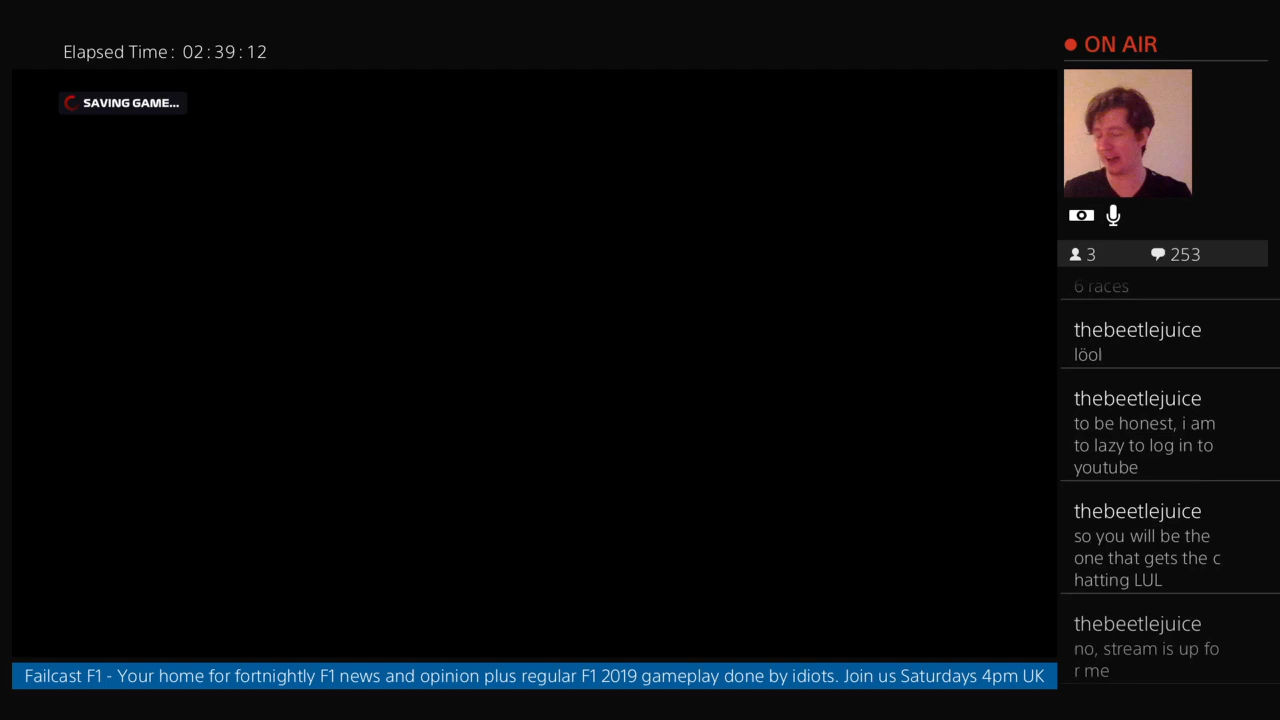 Elapsed Time: 02:39:12
ON AIR
SAVING GAME...
3 253
6 races
thebeetlejuice
löol
thebeetlejuice
to be honest, i am
to lazy to log in to
youtube
thebeetlejuice
so you will be the
one that gets the c
hatting LUL
thebeetlejuice
no, stream is up fo
r me
Failcast F1 - Your home for fortnightly F1 news and opinion plus regular F1 2019 gameplay done by idiots. Join us Saturdays 4pm UK